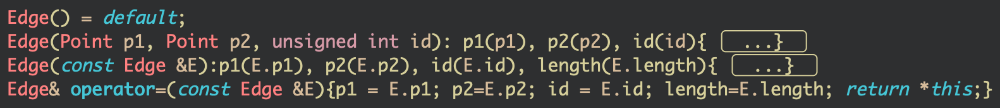 Edge() = default;
Edge(Point p1, Point p2, unsigned int id): p1(p1), p2(p2), id(id){ ...}
Edge(const Edge &E):p1(E.p1), p2(E.p2), id(E.id), length(E.length){ ...}
Edge& operator=(const Edge &E){p1 = E.p1; p2=E.p2; id = E.id; length=E.length; return *this;}